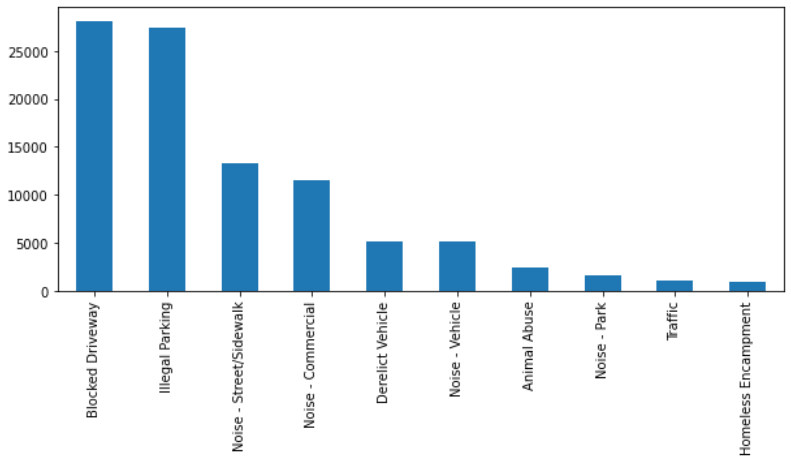 25000
20000
15000
10000
5000
0
Blocked Driveway
Illegal Parking
Noise - Street/Sidewalk
Noise - Commercial
Derelict Vehicle
Noise - Vehicle
Animal Abuse
Noise - Park
Traffic
Homeless Encampment